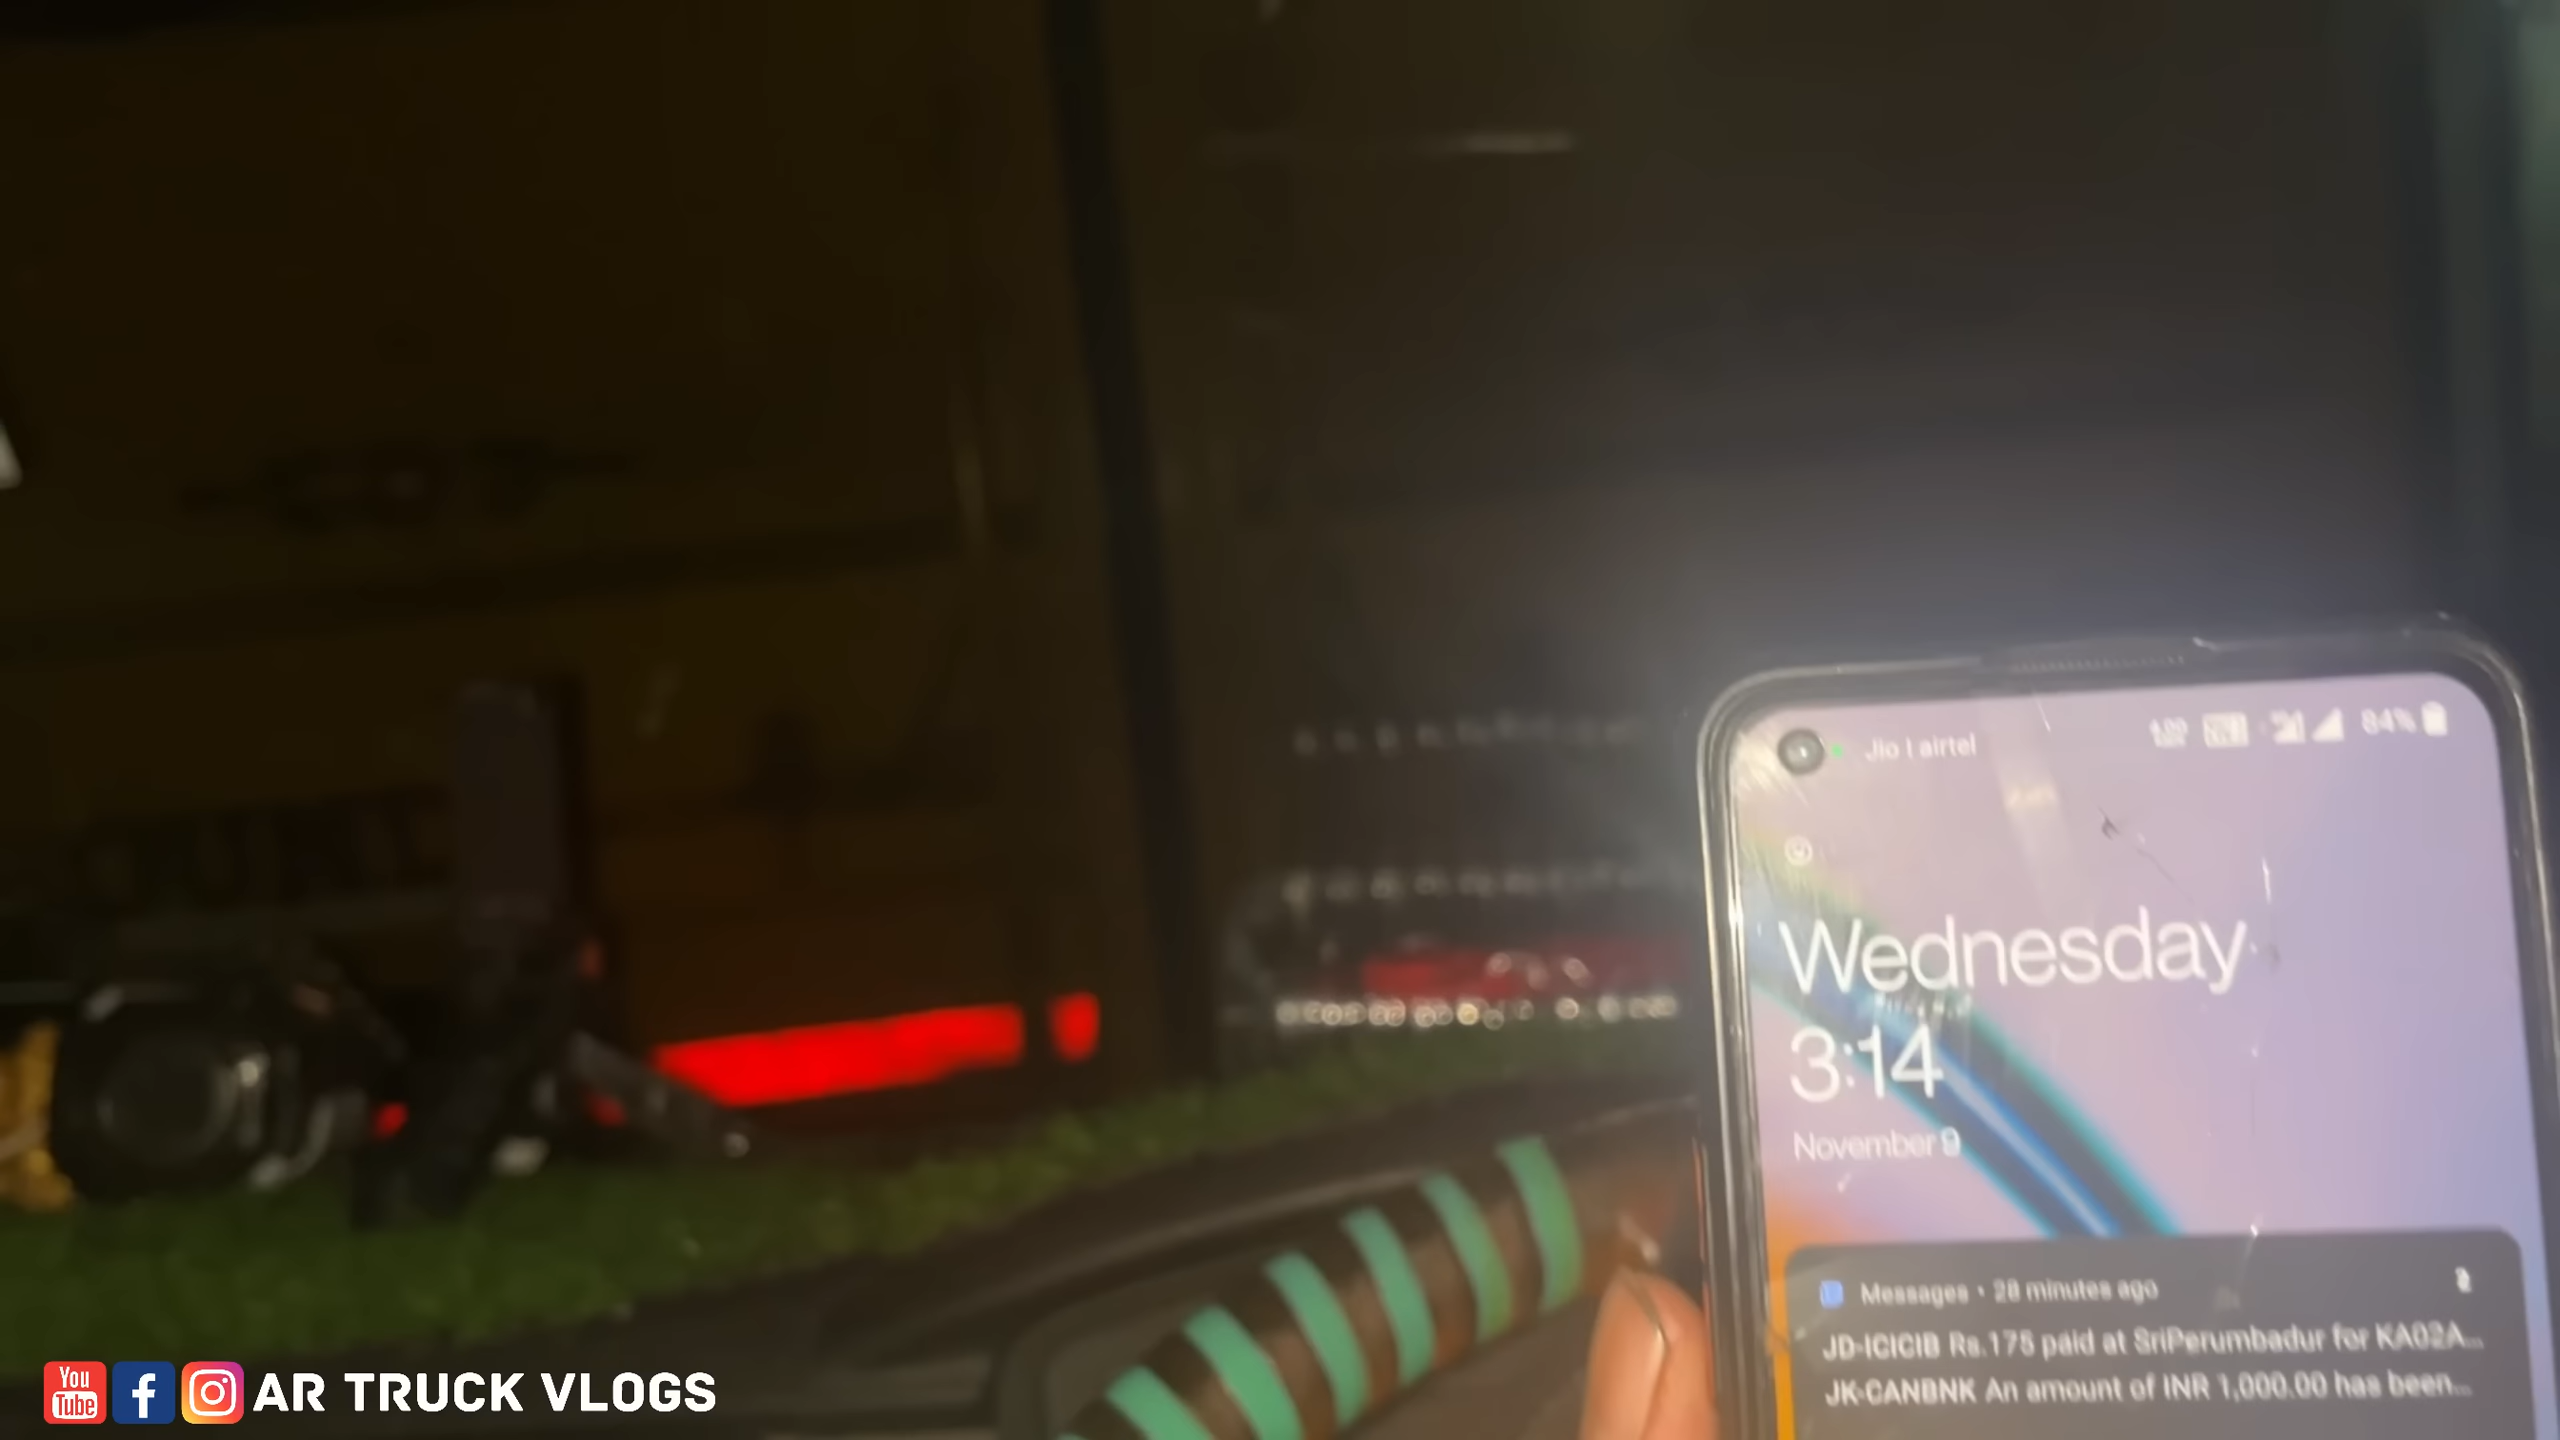 Jio | airtel
84%
Wednesday
3:14
November 9
Messages • 28 minutes ago
2
JD-ICICIB Rs.175 paid at SriPerumbadur for KA02A...
JK-CANBNK An amount of INR 1,000.00 has been...
You
Tube
AR TRUCK VLOGS